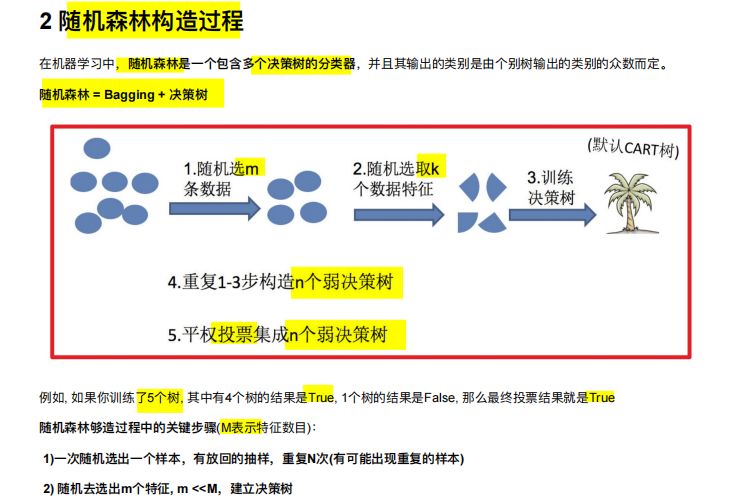 2 随机森林构造过程
在机器学习中，随机森林是一个包含多个决策树的分类器，并且其输出的类别是由个别树输出的类别的众数而定。
随机森林 = Bagging + 决策树
(默认CART树)
1.随机选m
条数据
2.随机选取k
个数据特征
3.训练
决策树
4.重复1-3步构造n个弱决策树
5.平权投票集成n个弱决策树
例如, 如果你训练了5个树, 其中有4个树的结果是True, 1个树的结果是False, 那么最终投票结果就是True
随机森林够造过程中的关键步骤(M表示特征数目)：
1)一次随机选出一个样本，有放回的抽样，重复N次(有可能出现重复的样本)
2) 随机去选出m个特征, m <<M，建立决策树